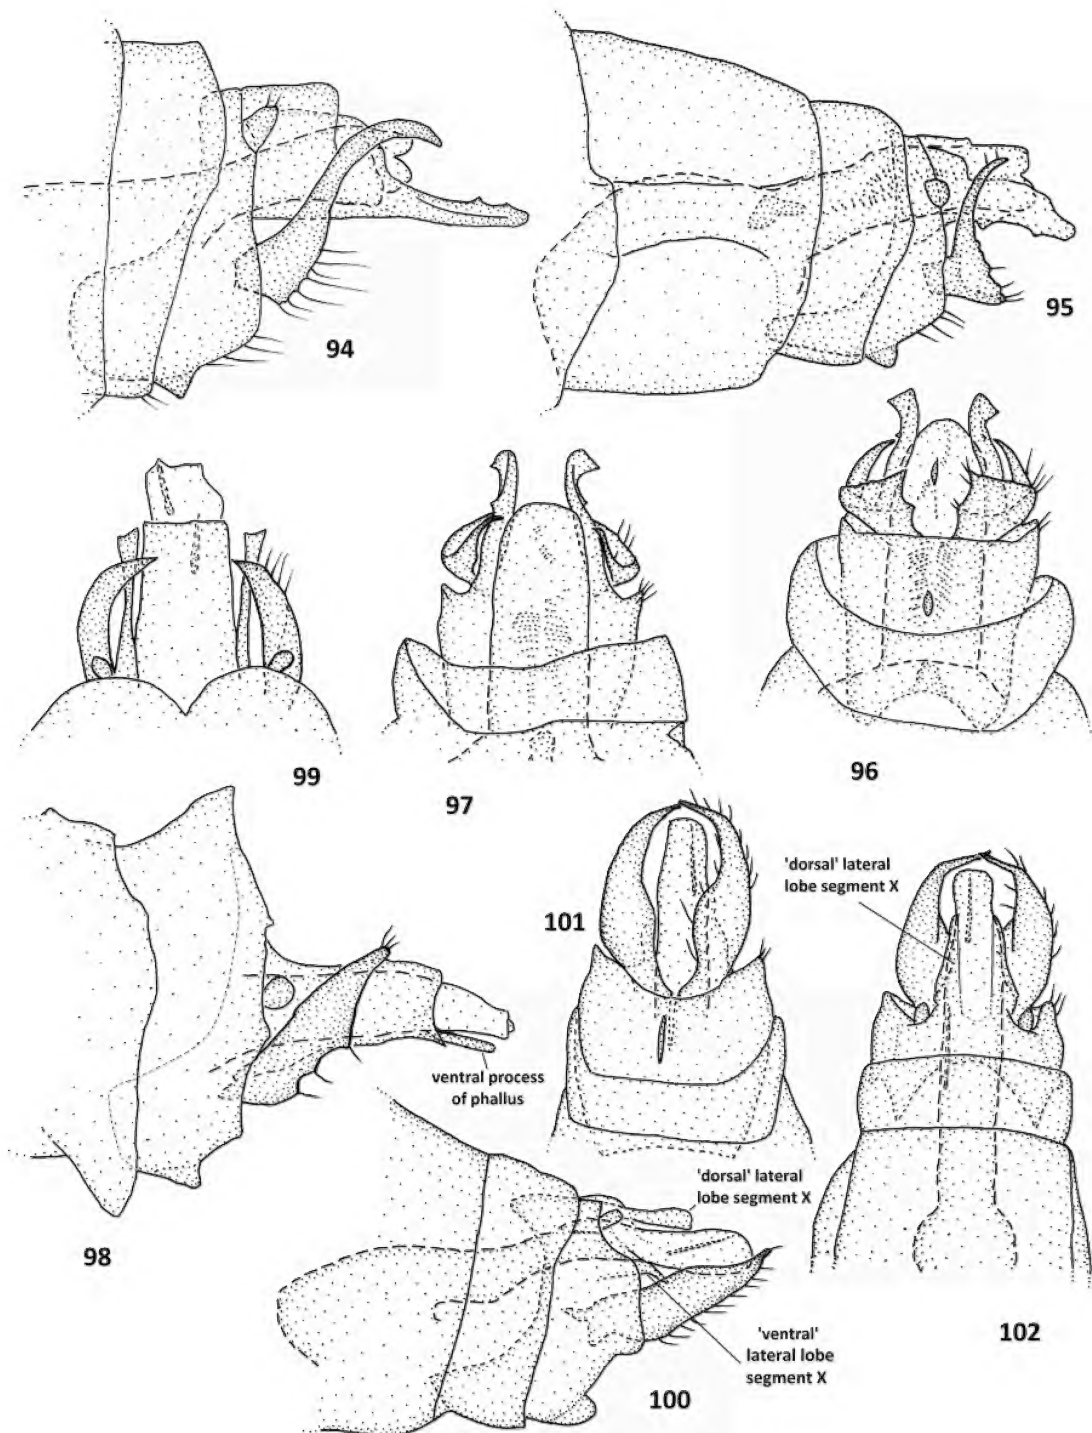 94
95
96
99
97
101
'dorsal' lateral
lobe segment X
ventral process
of phallus
98
'dorsal' lateral
lobe segment X
102
'ventral'
lateral lobe
segment X
100